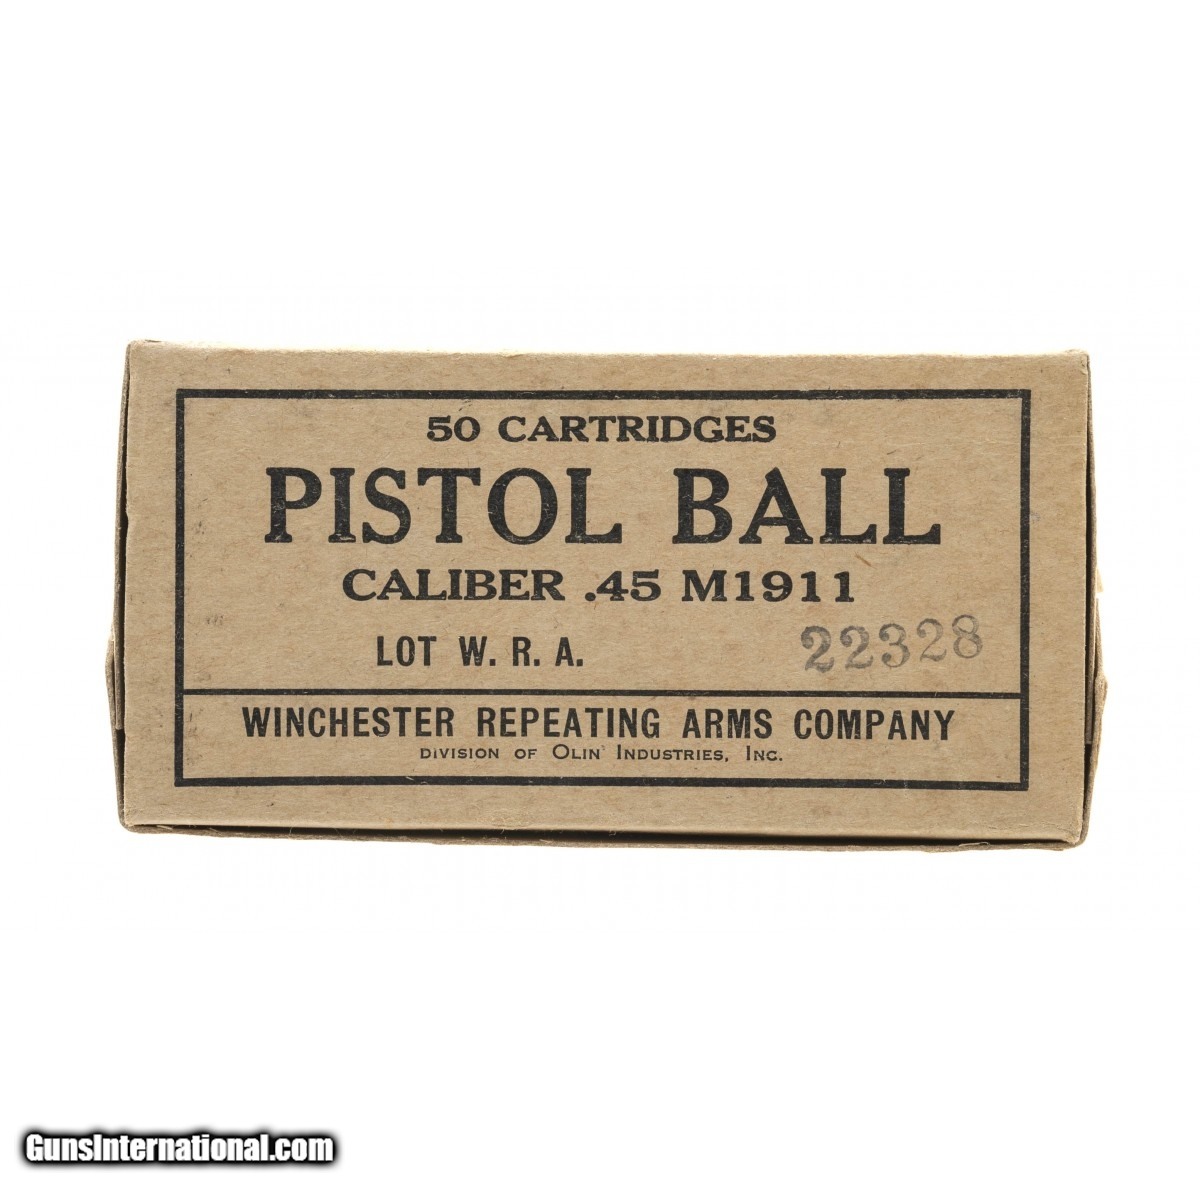 50 CARTRIDGES
PISTOL BALL
CALIBER .45 M1911
LOT W. R. A. 22328
WINCHESTER REPEATING ARMS COMPANY
DIVISION OF OLIN INDUSTRIES, INC.
GunsInternational.com